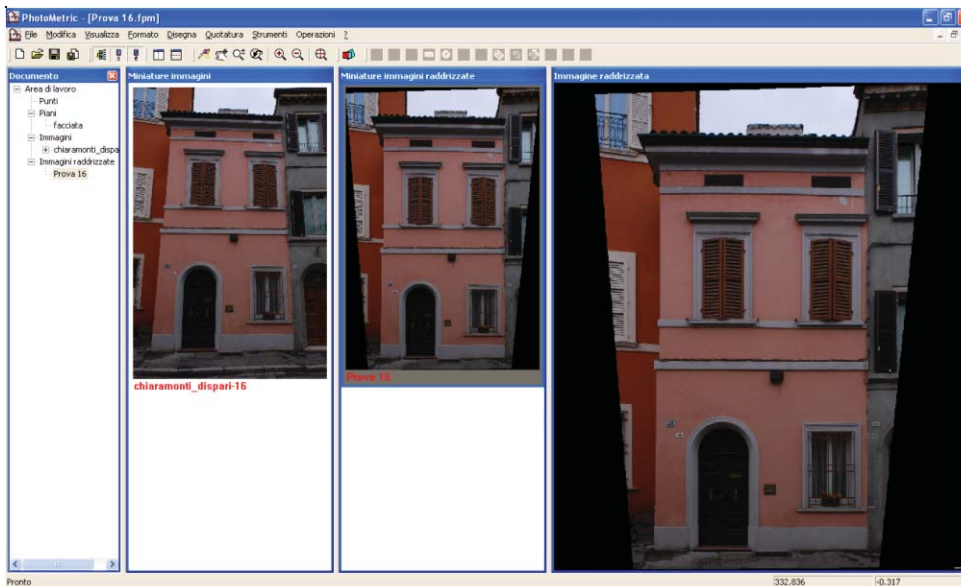 PhotoMetric - [Prova 16.fpm]
File Modifica Visualizza Formato Disegna Quotatura Strumenti Operazioni ?
Documento
Area di lavoro
Punti
Piani
facciata
Immagini
chiaramonti_dispa
Immagini raddrizzate
Prova 16
Miniature immagini
chiaramonti_dispari-16
Miniature immagini raddrizzate
Prova 16
Immagine raddrizzata
Pronto
332.836
-0.317